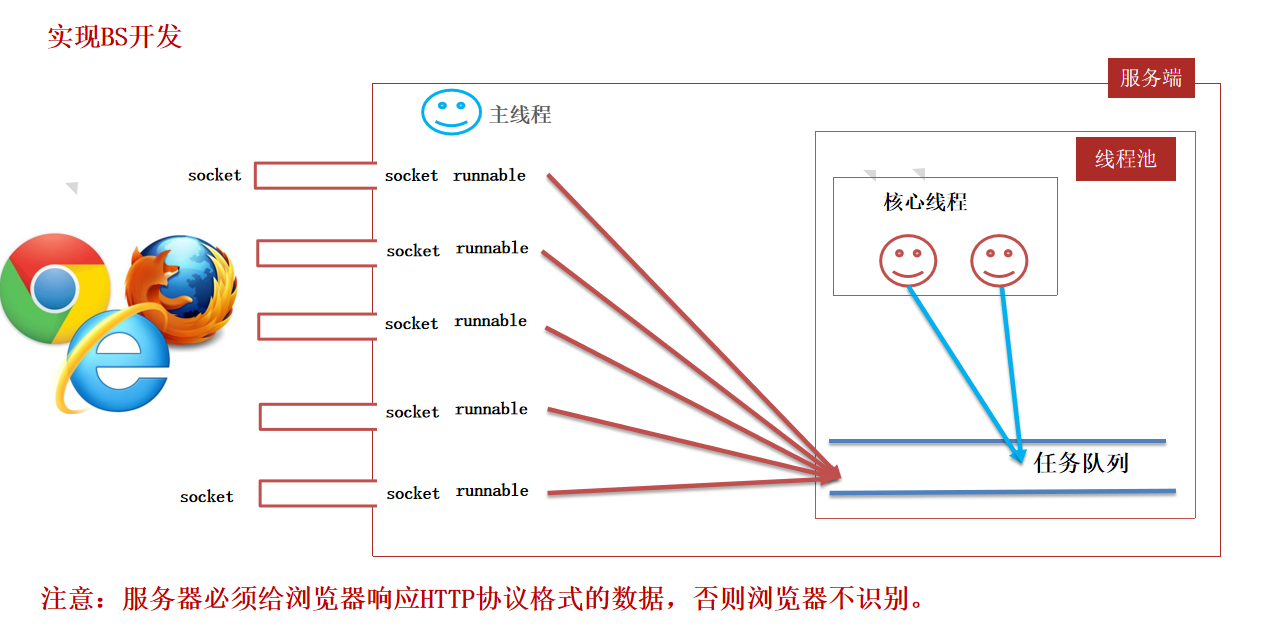 实现BS开发
服务端
主线程
线程池
socket
socket runnable
核心线程
socket runnable
socket runnable
socket runnable
任务队列
socket
socket runnable
注意：服务器必须给浏览器响应HTTP协议格式的数据，否则浏览器不识别。